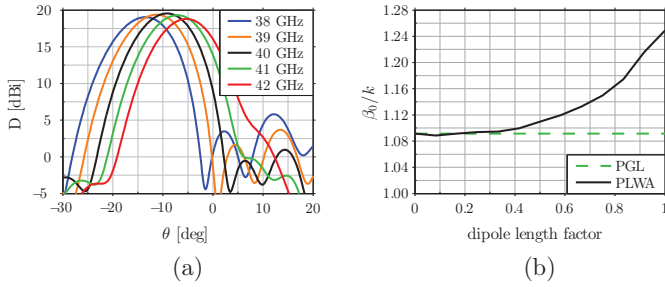 D [dBi]
20
15
10
5
0
−5
−30
−20
−10
0
10
20
θ [deg]
38 GHz
39 GHz
40 GHz
41 GHz
42 GHz
(a)
β₀/k
1.28
1.24
1.20
1.16
1.12
1.08
1.04
1.00
0
0.2
0.4
0.6
0.8
1
dipole length factor
PGL
PLWA
(b)